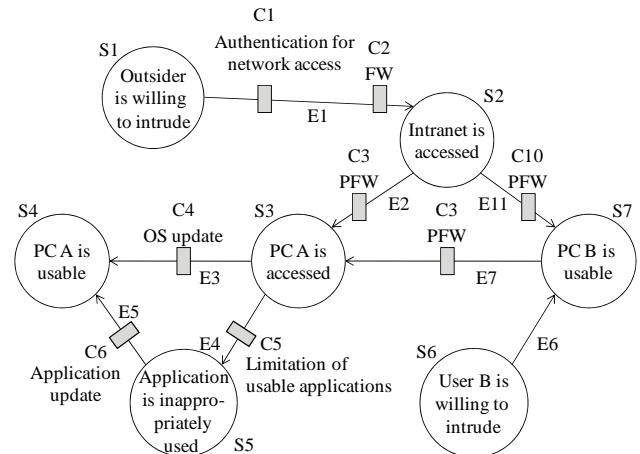 C1
Authentication for
network access
C2
FW
S1
Outsider
is willing
to intrude
E1
S2
Intranet is
accessed
C3
PFW
E2
C10
PFW
E11
S4
PC A is
usable
C4
OS update
E3
S3
PC A is
accessed
C3
PFW
E7
S7
PC B is
usable
E5
C6
Application
update
E4
C5
Limitation of
usable applications
Application
is inappro-
priately
used
S5
S6
User B is
willing to
intrude
E6